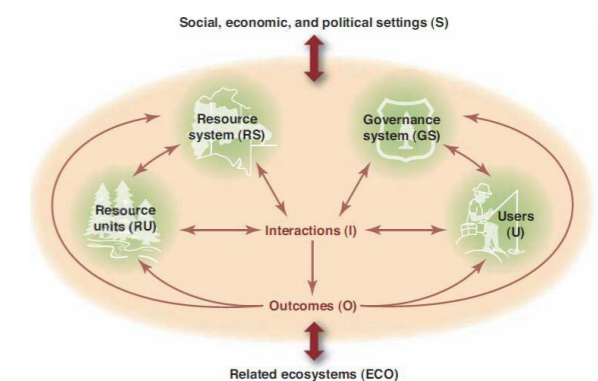 Social, economic, and political settings (S)
Resource
system (RS)
Governance
system (GS)
Resource
units (RU)
Interactions (I)
Users
(U)
Outcomes (O)
Related ecosystems (ECO)